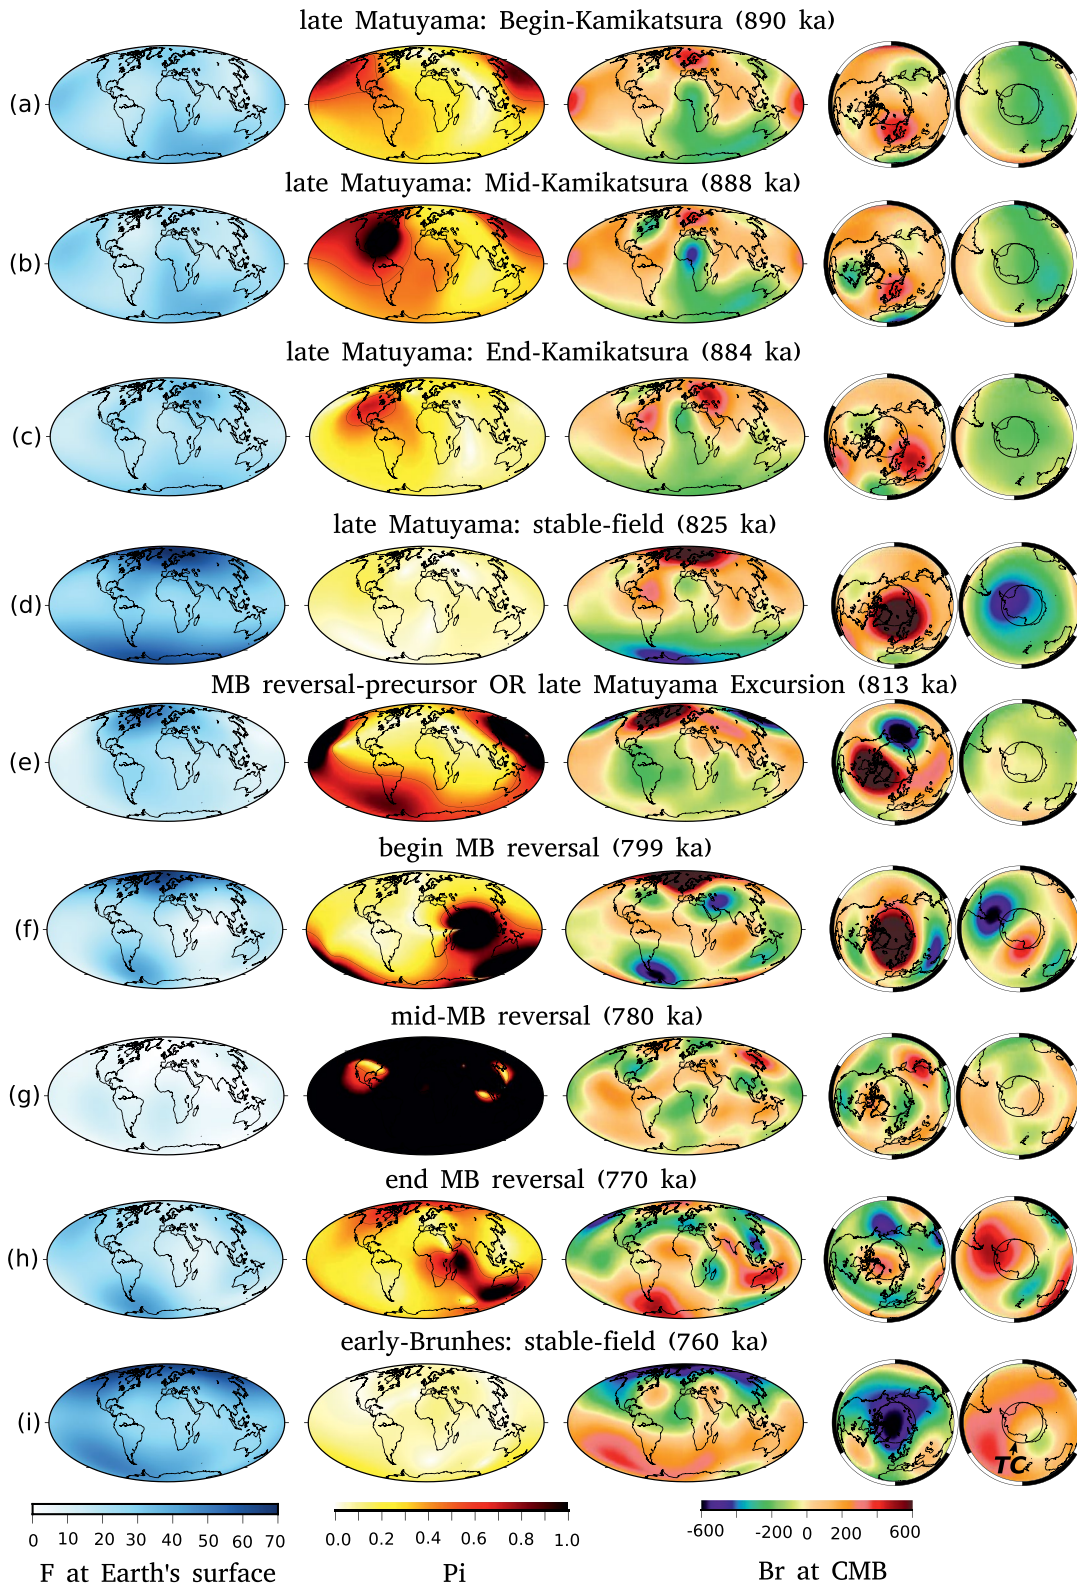 late Matuyama: Begin-Kamikatsura (890 ka)
(a)
late Matuyama: Mid-Kamikatsura (888 ka)
(b)
late Matuyama: End-Kamikatsura (884 ka)
(c)
late Matuyama: stable-field (825 ka)
(d)
MB reversal-precursor OR late Matuyama Excursion (813 ka)
(e)
begin MB reversal (799 ka)
(f)
mid-MB reversal (780 ka)
(g)
end MB reversal (770 ka)
(h)
early-Brunhes: stable-field (760 ka)
(i)
TC
0 10 20 30 40 50 60 70
F at Earth's surface
0.0 0.2 0.4 0.6 0.8 1.0
Pi
-600 -200 0 200 600
Br at CMB